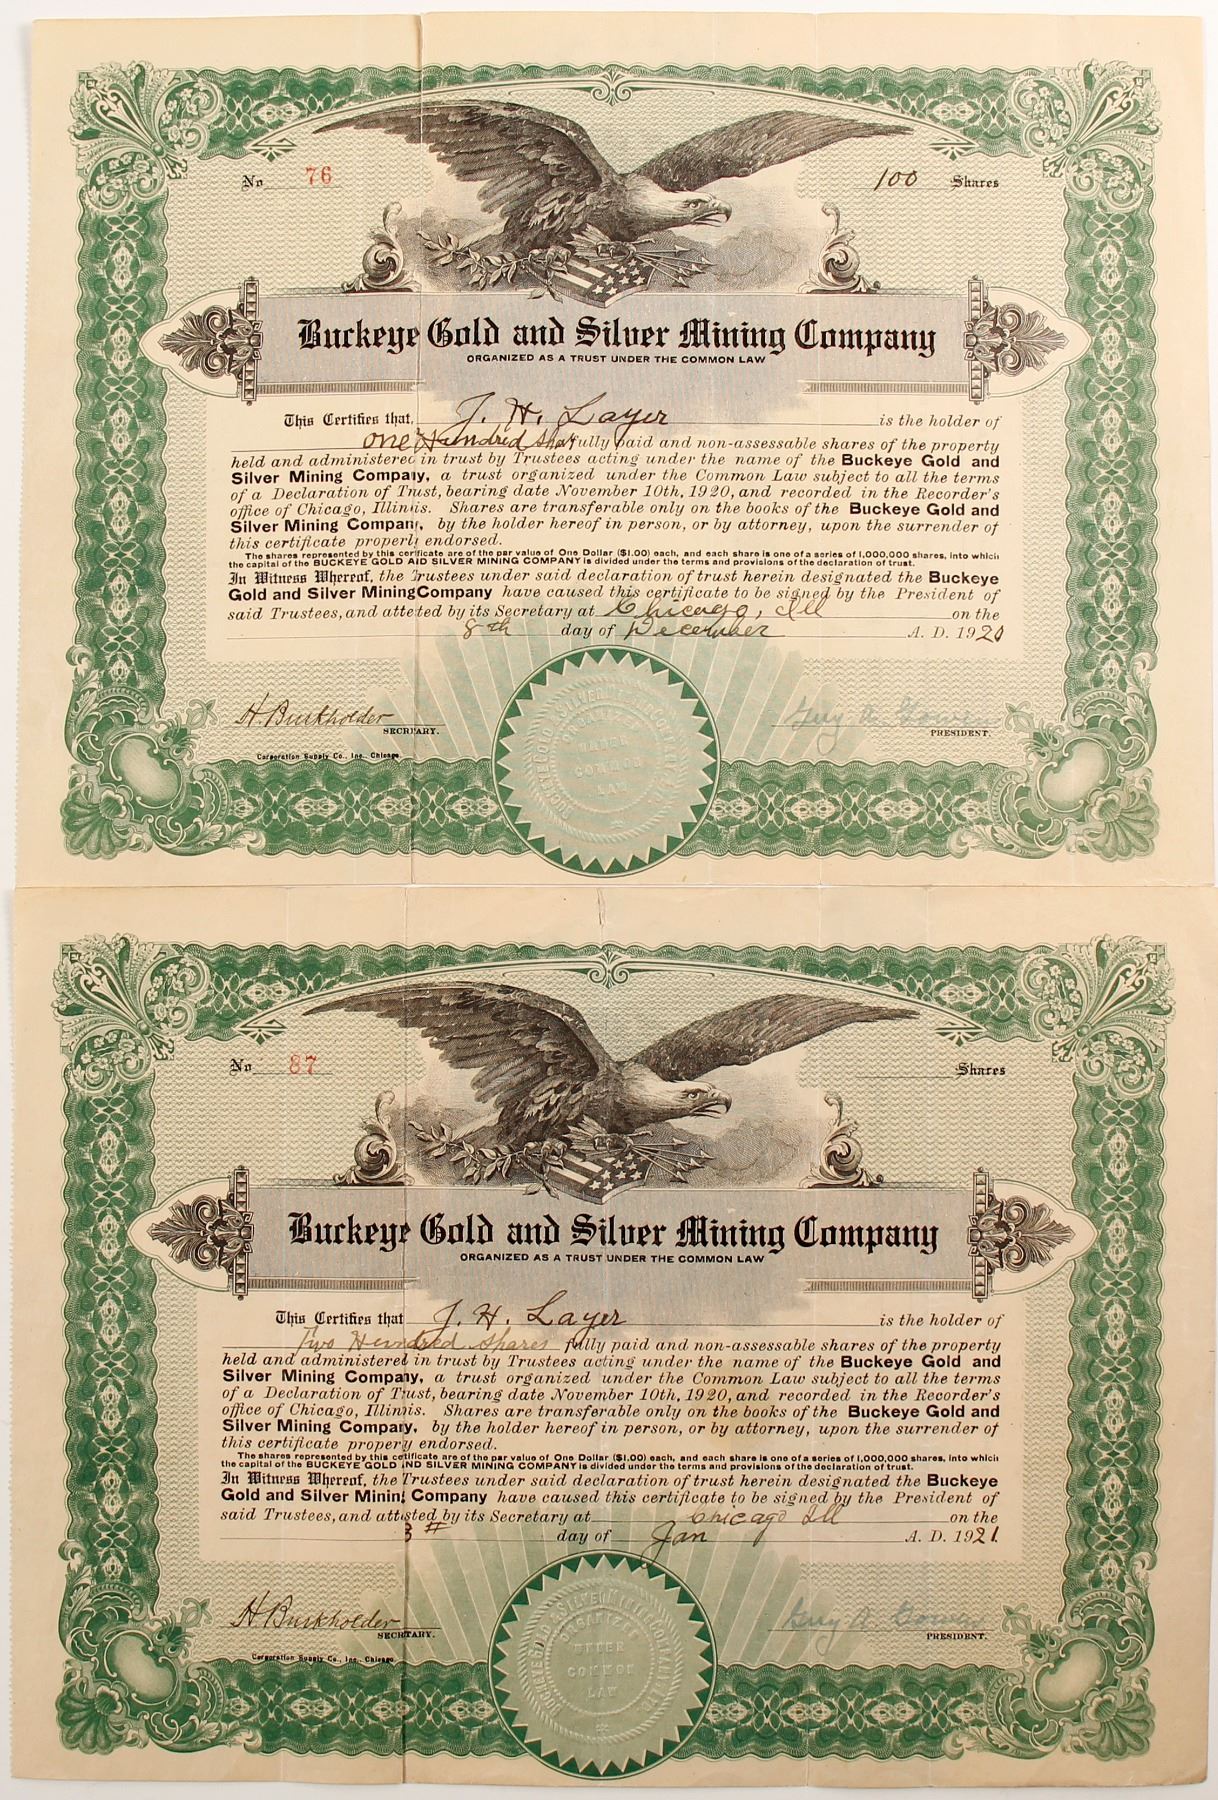 No 76 100 Shares
Buckeye Gold and Silver Mining Company
ORGANIZED AS A TRUST UNDER THE COMMON LAW
This Certifies that J. H. Layer is the holder of
One Hundred shares fully paid and non-assessable shares of the property
held and administered in trust by Trustees acting under the name of the Buckeye Gold and
Silver Mining Company, a trust organized under the Common Law subject to all the terms
of a Declaration of Trust, bearing date November 10th, 1920, and recorded in the Recorder's
office of Chicago, Illinois. Shares are transferable only on the books of the Buckeye Gold and
Silver Mining Company, by the holder hereof in person, or by attorney, upon the surrender of
this certificate properly endorsed.
The shares represented by this certificate are of the par value of One Dollar ($1.00) each, and each share is one of a series of 1,000,000 shares, into which
the capital of the BUCKEYE GOLD AND SILVER MINING COMPANY is divided under the terms and provisions of the declaration of trust.
In Witness Whereof, the Trustees under said declaration of trust herein designated the Buckeye
Gold and Silver Mining Company have caused this certificate to be signed by the President of
said Trustees, and attested by its Secretary at Chicago, Ill on the
8th day of December A. D. 1920
H. Burkholder Guy
SECRETARY. PRESIDENT.
Corporation Supply Co., Inc., Chicago.
UNDER
COMMON
LAW
No 87 Shares
Buckeye Gold and Silver Mining Company
ORGANIZED AS A TRUST UNDER THE COMMON LAW
This Certifies that J. H. Layer is the holder of
Two Hundred shares fully paid and non-assessable shares of the property
held and administered in trust by Trustees acting under the name of the Buckeye Gold and
Silver Mining Company, a trust organized under the Common Law subject to all the terms
of a Declaration of Trust, bearing date November 10th, 1920, and recorded in the Recorder's
office of Chicago, Illinois. Shares are transferable only on the books of the Buckeye Gold and
Silver Mining Company, by the holder hereof in person, or by attorney, upon the surrender of
this certificate properly endorsed.
The shares represented by this certificate are of the par value of One Dollar ($1.00) each, and each share is one of a series of 1,000,000 shares, into which
the capital of the BUCKEYE GOLD AND SILVER MINING COMPANY is divided under the terms and provisions of the declaration of trust.
In Witness Whereof, the Trustees under said declaration of trust herein designated the Buckeye
Gold and Silver Mining Company have caused this certificate to be signed by the President of
said Trustees, and attested by its Secretary at Chicago Ill on the
day of Jan A. D. 1921.
H. Burkholder Guy
SECRETARY. PRESIDENT.
Corporation Supply Co., Inc., Chicago.
BUCKEYE GOLD AND SILVER MINING COMPANY
ORGANIZED
UNDER
COMMON
LAW